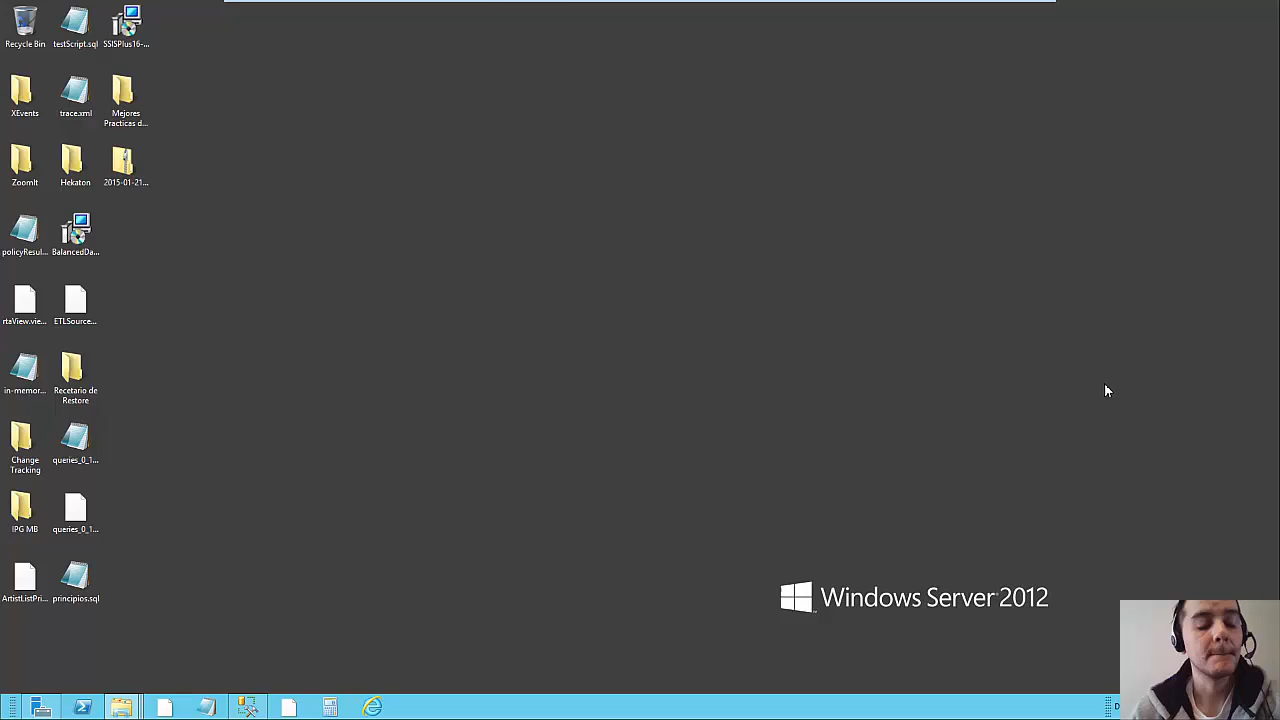 Recycle Bin
testScript.sql
SSISPlus16-...
XEvents
trace.xml
Mejores
Practicas d...
ZoomIt
Hekaton
2015-01-21...
policyResul...
BalancedDa...
rtaView.vie...
ETLSource...
in-memor...
Recetario de
Restore
Change
Tracking
queries_0_1...
IPG MB
queries_0_1...
ArtistListPri...
principios.sql
Windows Server 2012
D